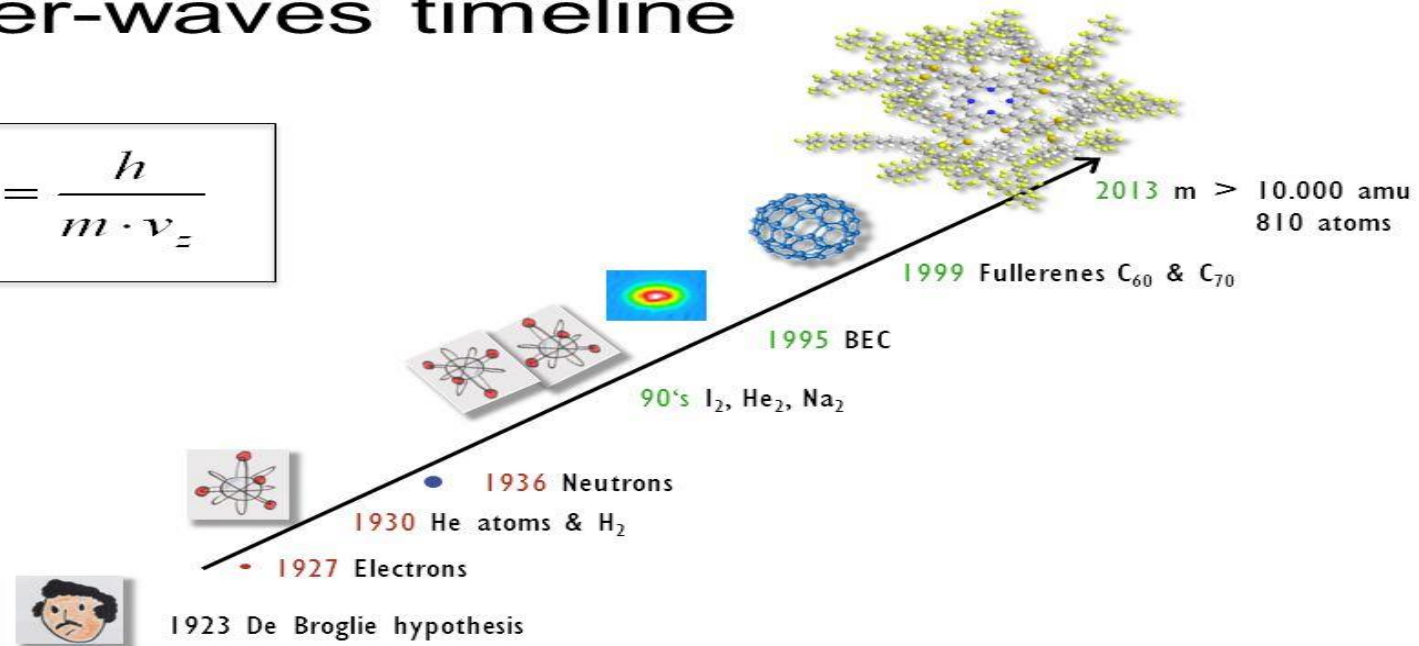 er-waves timeline
= h / m · v_z
2013 m > 10.000 amu
810 atoms
1999 Fullerenes C₆₀ & C₇₀
1995 BEC
90's I₂, He₂, Na₂
1936 Neutrons
1930 He atoms & H₂
1927 Electrons
1923 De Broglie hypothesis